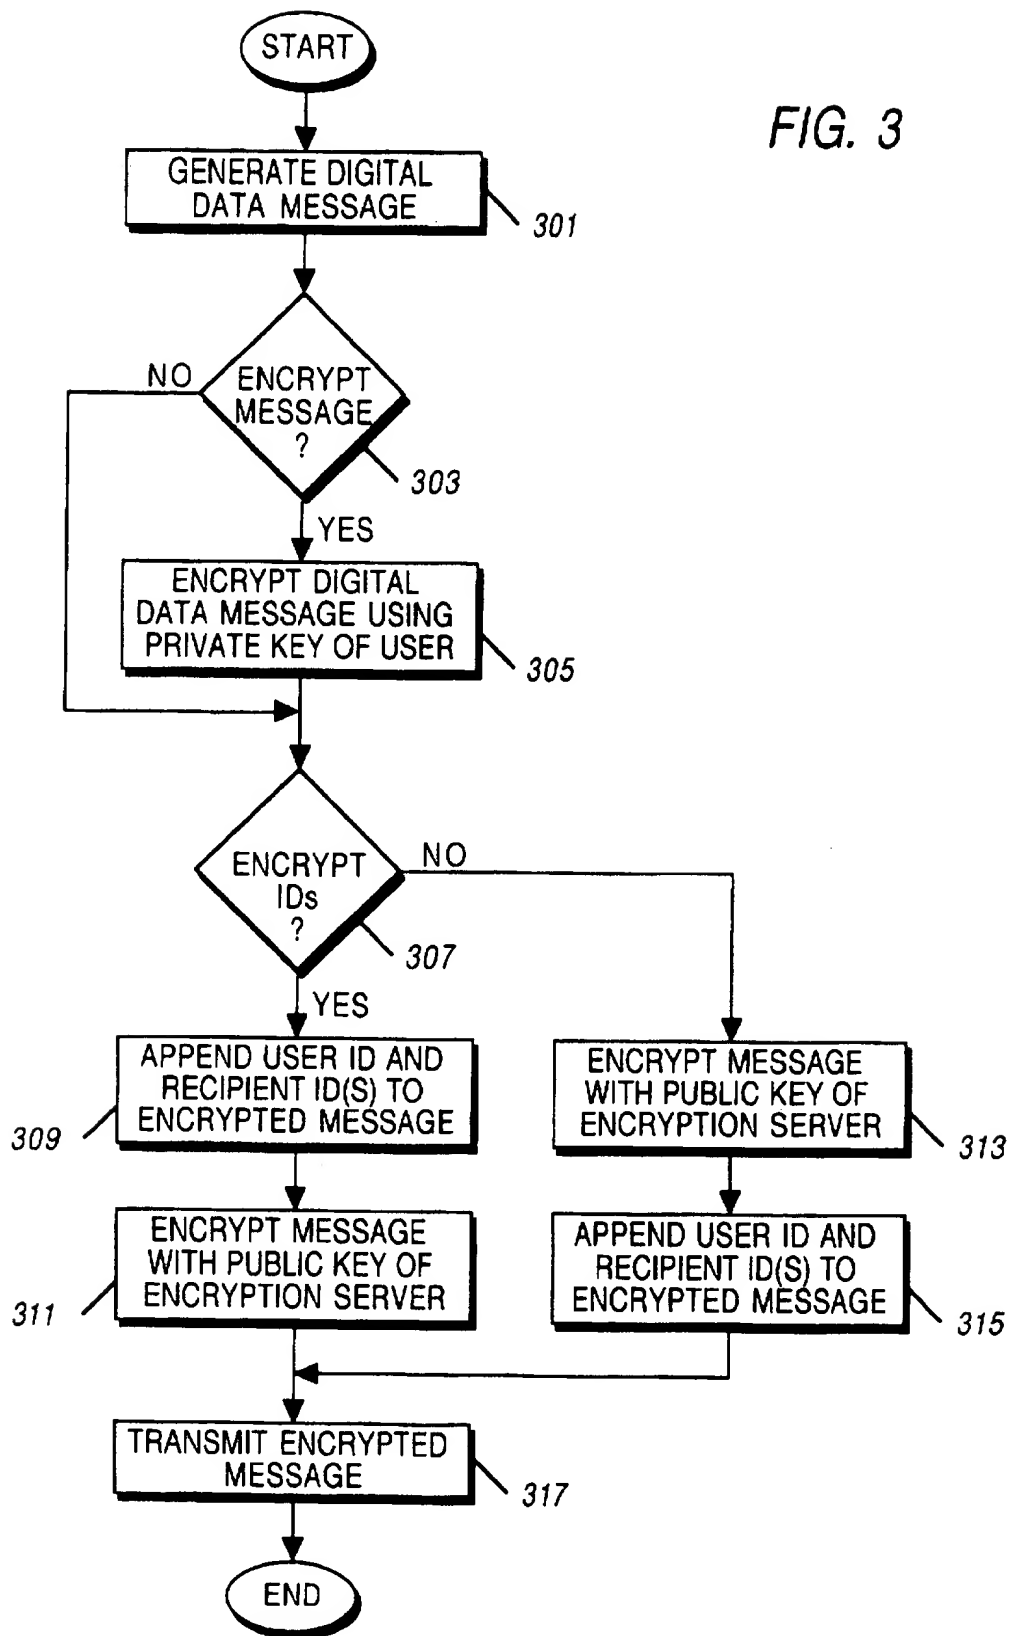 START
FIG. 3
GENERATE DIGITAL
DATA MESSAGE
301
NO
ENCRYPT
MESSAGE
?
303
YES
ENCRYPT DIGITAL
DATA MESSAGE USING
PRIVATE KEY OF USER
305
ENCRYPT
IDs
?
NO
307
YES
APPEND USER ID AND
RECIPIENT ID(S) TO
ENCRYPTED MESSAGE
309
ENCRYPT MESSAGE
WITH PUBLIC KEY OF
ENCRYPTION SERVER
313
ENCRYPT MESSAGE
WITH PUBLIC KEY OF
ENCRYPTION SERVER
311
APPEND USER ID AND
RECIPIENT ID(S) TO
ENCRYPTED MESSAGE
315
TRANSMIT ENCRYPTED
MESSAGE
317
END